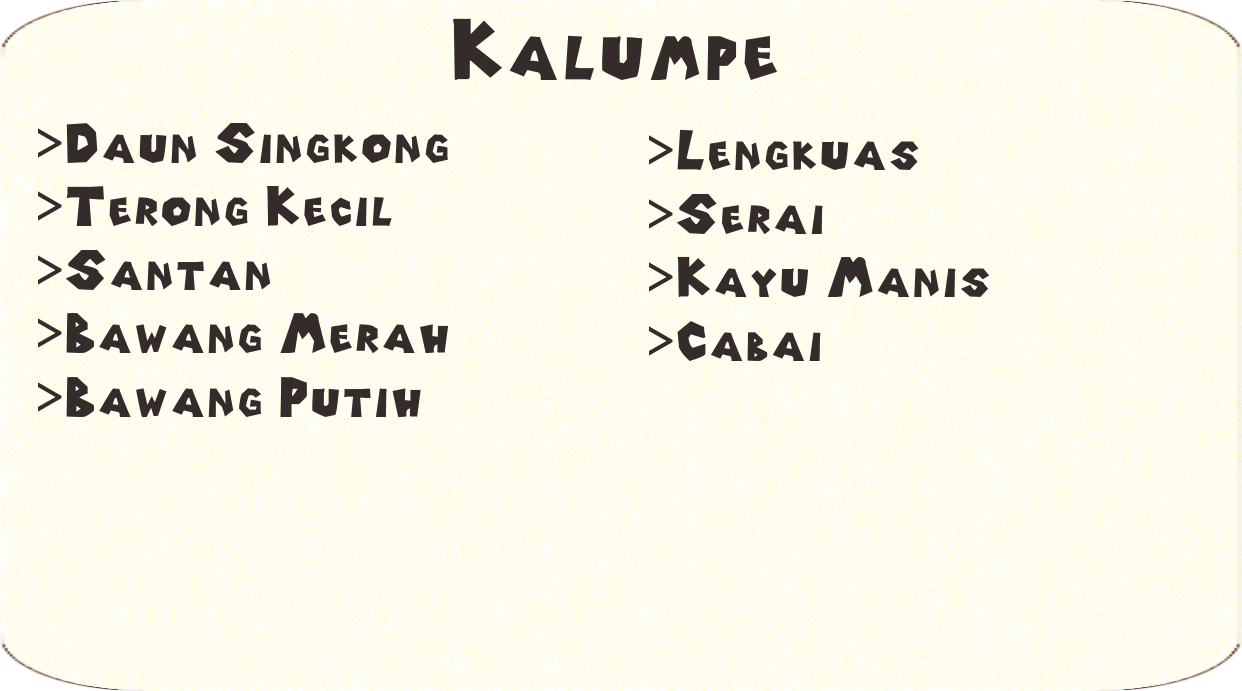 Kalumpe
>Daun Singkong
>Terong Kecil
>Santan
>Bawang Merah
>Bawang Putih
>Lengkuas
>Serai
>Kayu Manis
>Cabai